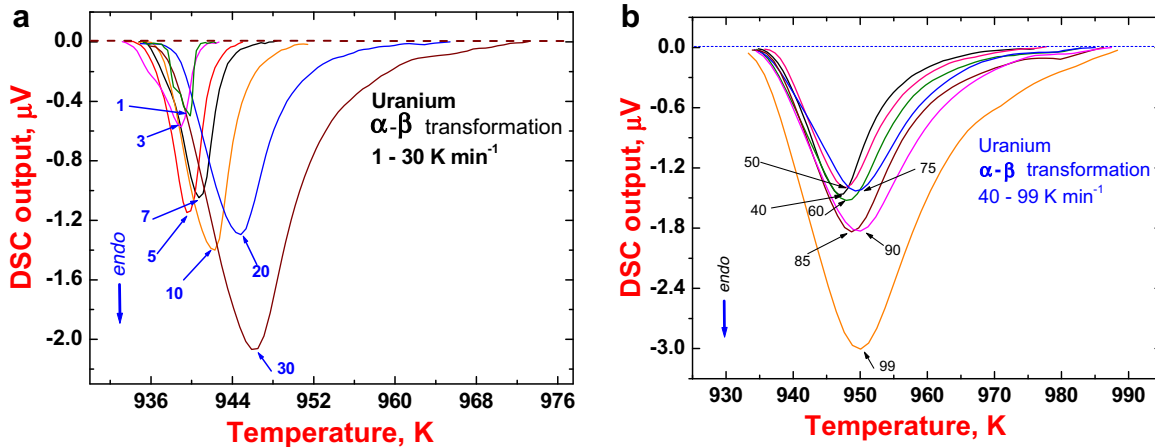 a
0.0
-0.4
-0.8
-1.2
-1.6
-2.0
DSC output, μV
endo
1
3
7
5
10
20
30
Uranium
α-β transformation
1 - 30 K min⁻¹
936
944
952
960
968
976
Temperature, K
b
0.0
-0.6
-1.2
-1.8
-2.4
-3.0
DSC output, μV
endo
50
40
60
75
85
90
99
Uranium
α-β transformation
40 - 99 K min⁻¹
930
940
950
960
970
980
990
Temperature, K